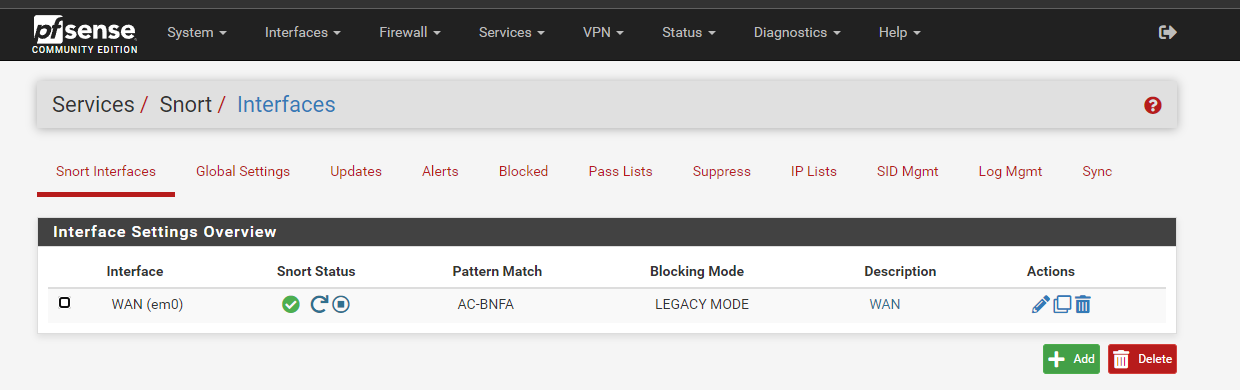 pfsense System Interfaces Firewall Services VPN Status Diagnostics Help
COMMUNITY EDITION
Services / Snort / Interfaces
Snort Interfaces Global Settings Updates Alerts Blocked Pass Lists Suppress IP Lists SID Mgmt Log Mgmt Sync
Interface Settings Overview
Interface Snort Status Pattern Match Blocking Mode Description Actions
WAN (em0) AC-BNFA LEGACY MODE WAN
Add Delete